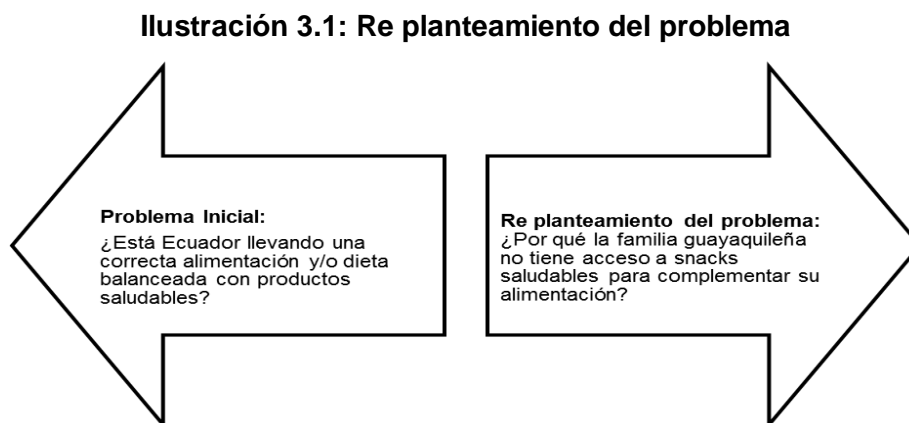 Ilustración 3.1: Re planteamiento del problema
Problema Inicial:
¿Está Ecuador llevando una
correcta alimentación y/o dieta
balanceada con productos
saludables?
Re planteamiento del problema:
¿Por qué la familia guayaquileña
no tiene acceso a snacks
saludables para complementar su
alimentación?